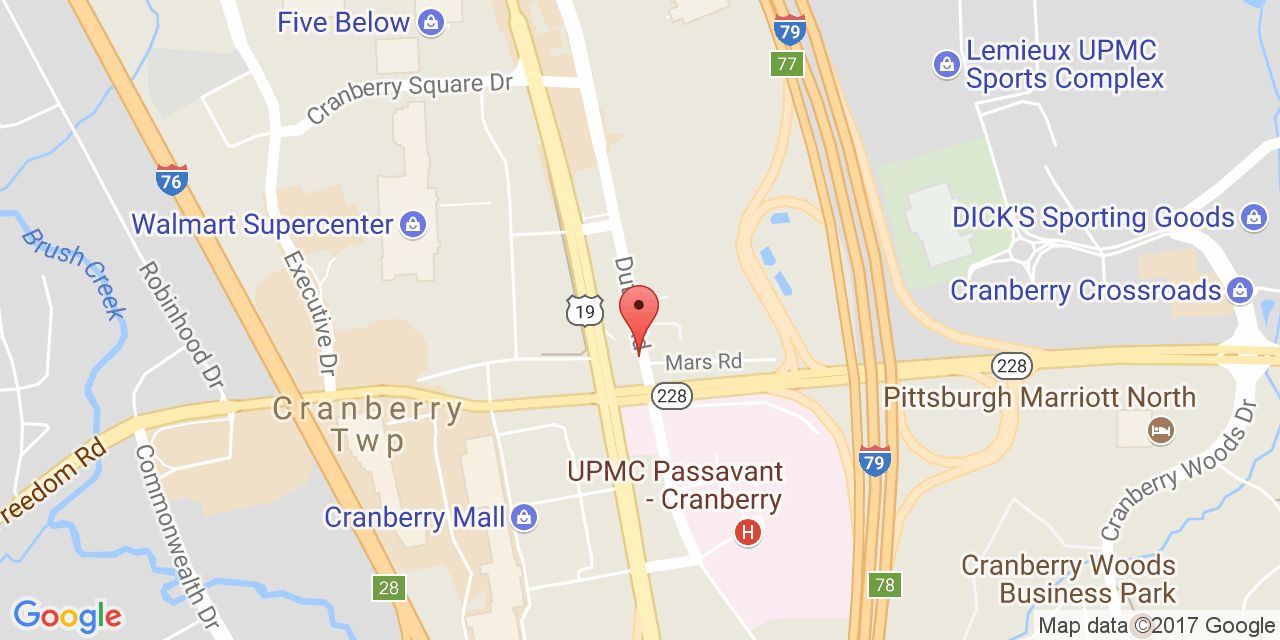 Five Below
79
77
Lemieux UPMC
Sports Complex
Cranberry Square Dr
76
Walmart Supercenter
DICK'S Sporting Goods
Brush Creek
Robinhood Dr
Executive Dr
Cranberry Crossroads
19
Mars Rd
228
228
Cranberry
Twp
Pittsburgh Marriott North
Freedom Rd
Commonwealth Dr
UPMC Passavant
- Cranberry
79
Cranberry Woods Dr
Cranberry Mall
H
Cranberry Woods
Business Park
28
78
Google
Map data ©2017 Google